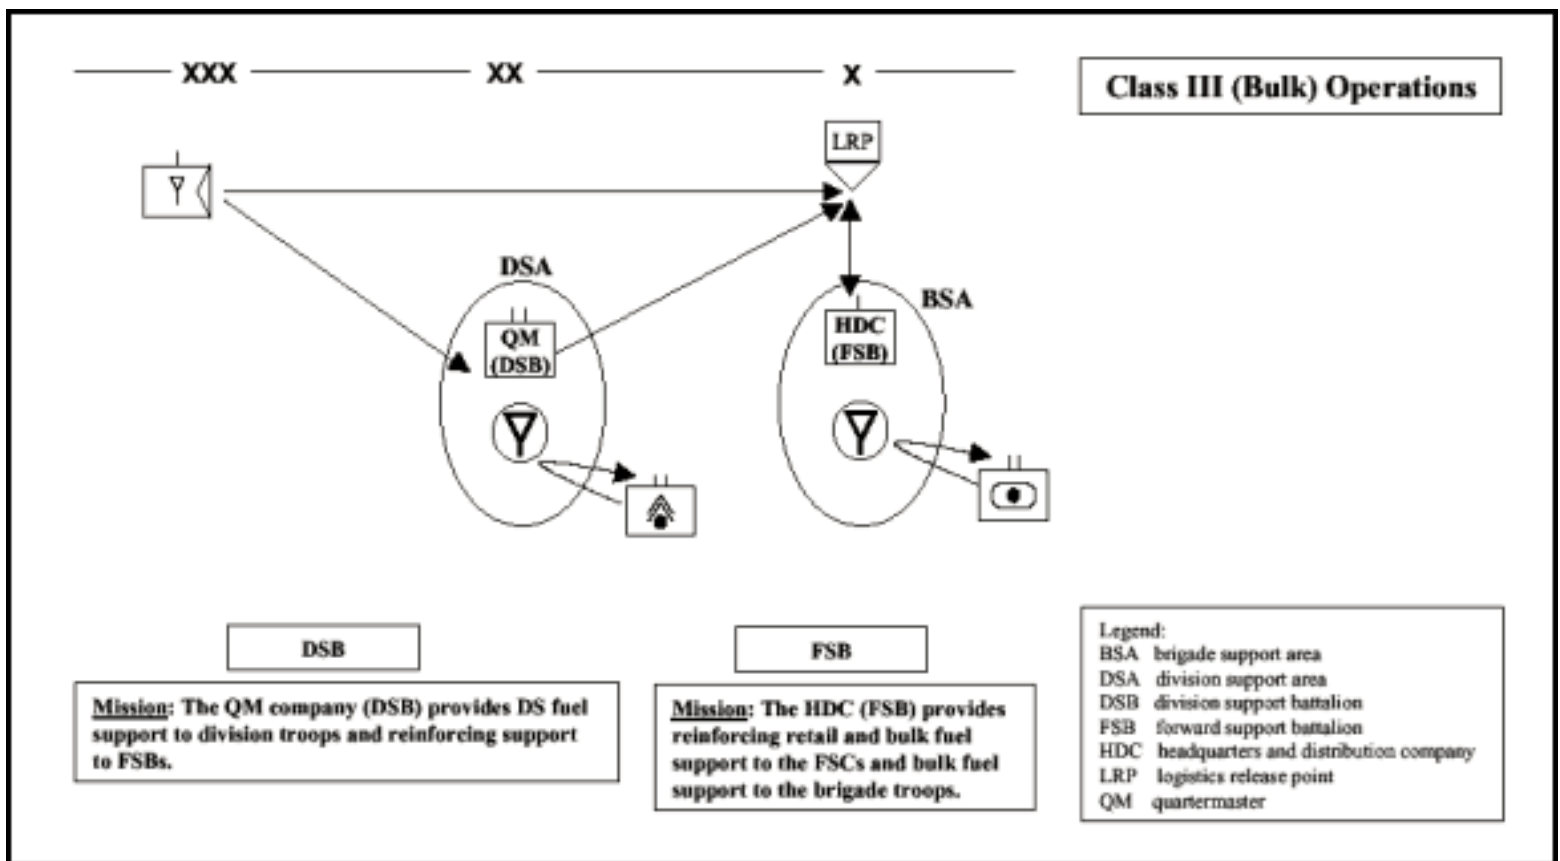 XXX XX X
Class III (Bulk) Operations
LRP
DSA
QM
(DSB)
BSA
HDC
(FSB)
DSB
Mission: The QM company (DSB) provides DS fuel
support to division troops and reinforcing support
to FSBs.
FSB
Mission: The HDC (FSB) provides
reinforcing retail and bulk fuel
support to the FSCs and bulk fuel
support to the brigade troops.
Legend:
BSA brigade support area
DSA division support area
DSB division support battalion
FSB forward support battalion
HDC headquarters and distribution company
LRP logistics release point
QM quartermaster